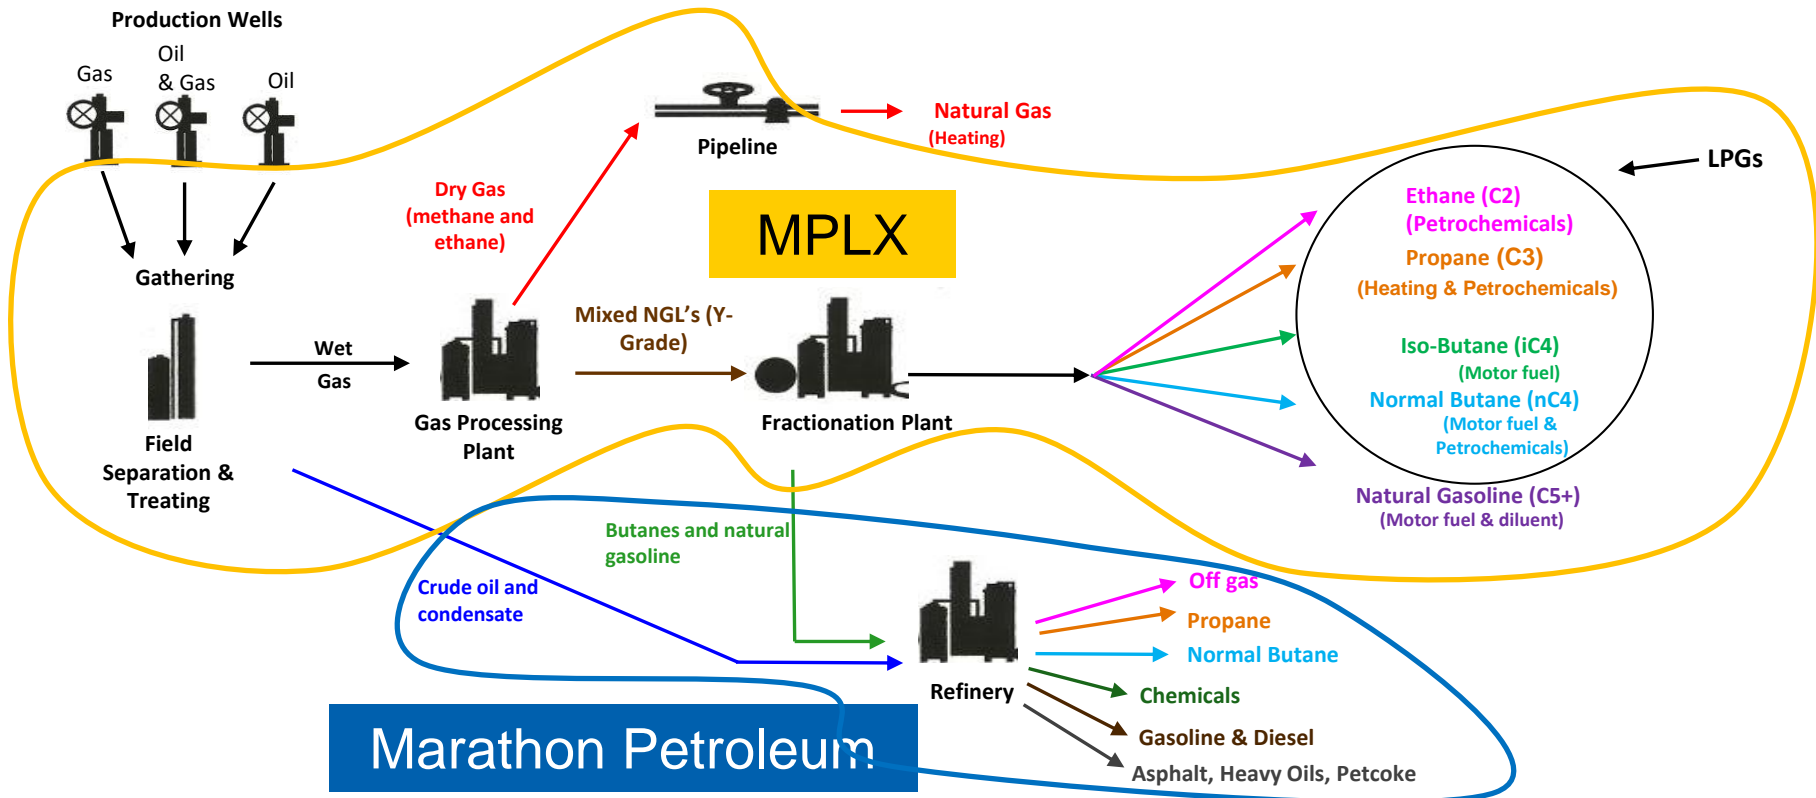 Production Wells
Gas
Oil
& Gas
Oil
Gathering
Field
Separation &
Treating
Wet
Gas
Gas Processing
Plant
Dry Gas
(methane and
ethane)
Pipeline
Natural Gas
(Heating)
MPLX
Mixed NGL’s (Y-
Grade)
Fractionation Plant
LPGs
Ethane (C2)
(Petrochemicals)
Propane (C3)
(Heating & Petrochemicals)
Iso-Butane (iC4)
(Motor fuel)
Normal Butane (nC4)
(Motor fuel &
Petrochemicals)
Natural Gasoline (C5+)
(Motor fuel & diluent)
Butanes and natural
gasoline
Crude oil and
condensate
Refinery
Off gas
Propane
Normal Butane
Chemicals
Gasoline & Diesel
Asphalt, Heavy Oils, Petcoke
Marathon Petroleum